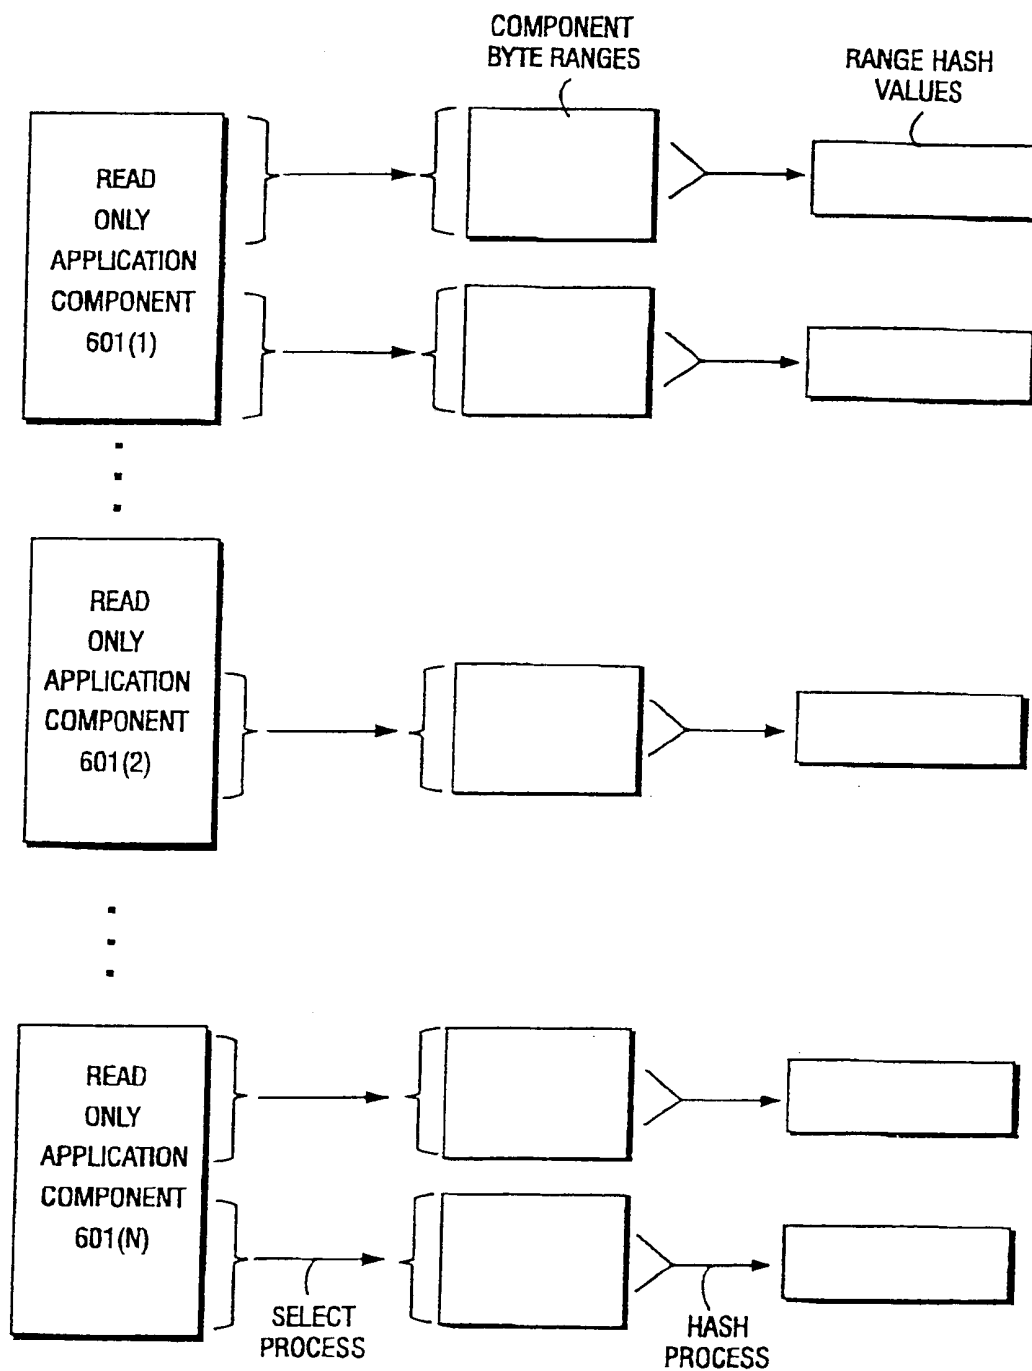 COMPONENT
BYTE RANGES
RANGE HASH
VALUES
READ
ONLY
APPLICATION
COMPONENT
601(1)
READ
ONLY
APPLICATION
COMPONENT
601(2)
READ
ONLY
APPLICATION
COMPONENT
601(N)
SELECT
PROCESS
HASH
PROCESS